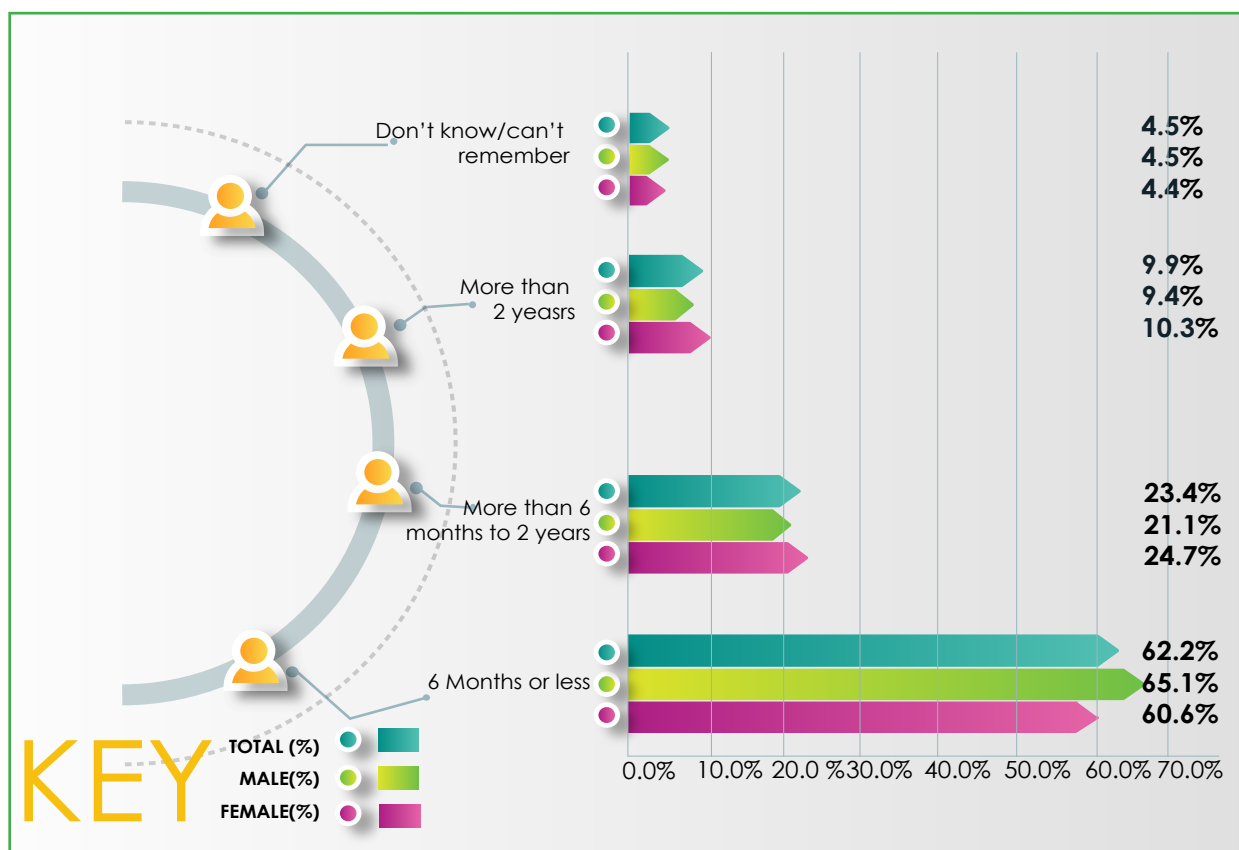 Don't know/can't
remember
4.5%
4.5%
4.4%
More than
2 yeasrs
9.9%
9.4%
10.3%
More than 6
months to 2 years
23.4%
21.1%
24.7%
6 Months or less
62.2%
65.1%
60.6%
0.0% 10.0% 20.0 %30.0% 40.0% 50.0% 60.0% 70.0%
KEY
TOTAL (%)
MALE(%)
FEMALE(%)